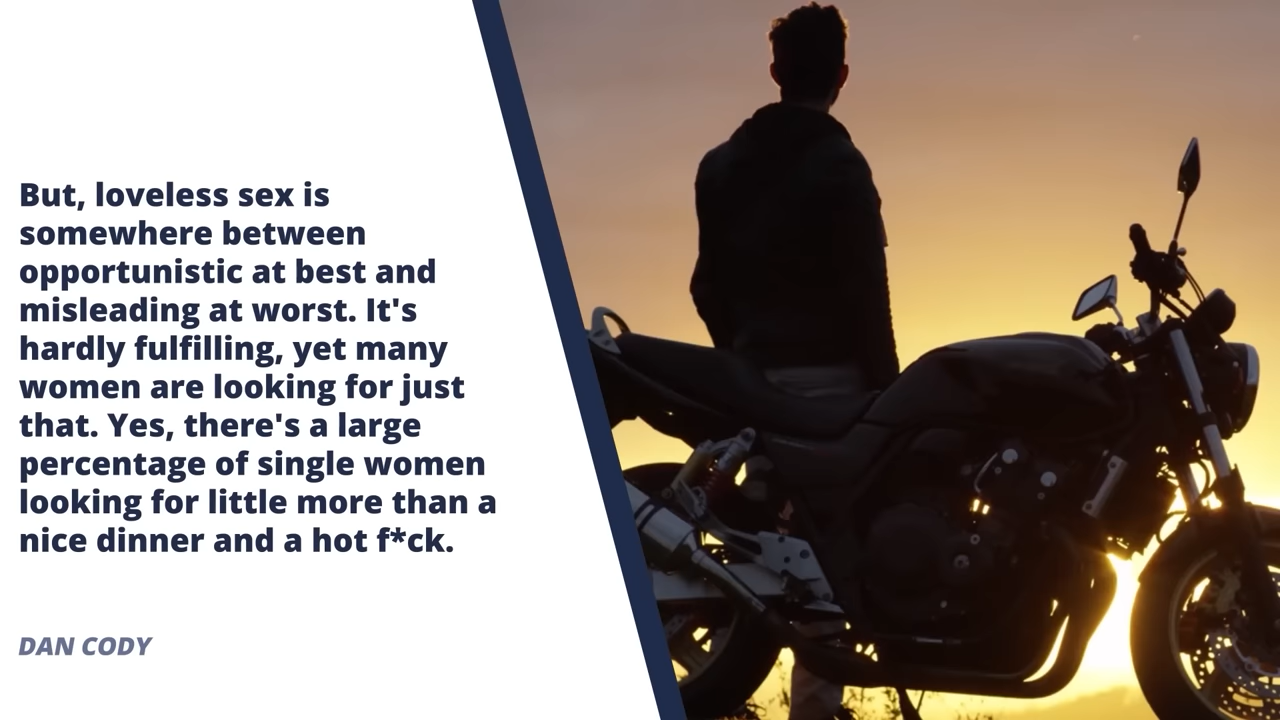 But, loveless sex is
somewhere between
opportunistic at best and
misleading at worst. It's
hardly fulfilling, yet many
women are looking for just
that. Yes, there's a large
percentage of single women
looking for little more than a
nice dinner and a hot f*ck.
DAN CODY